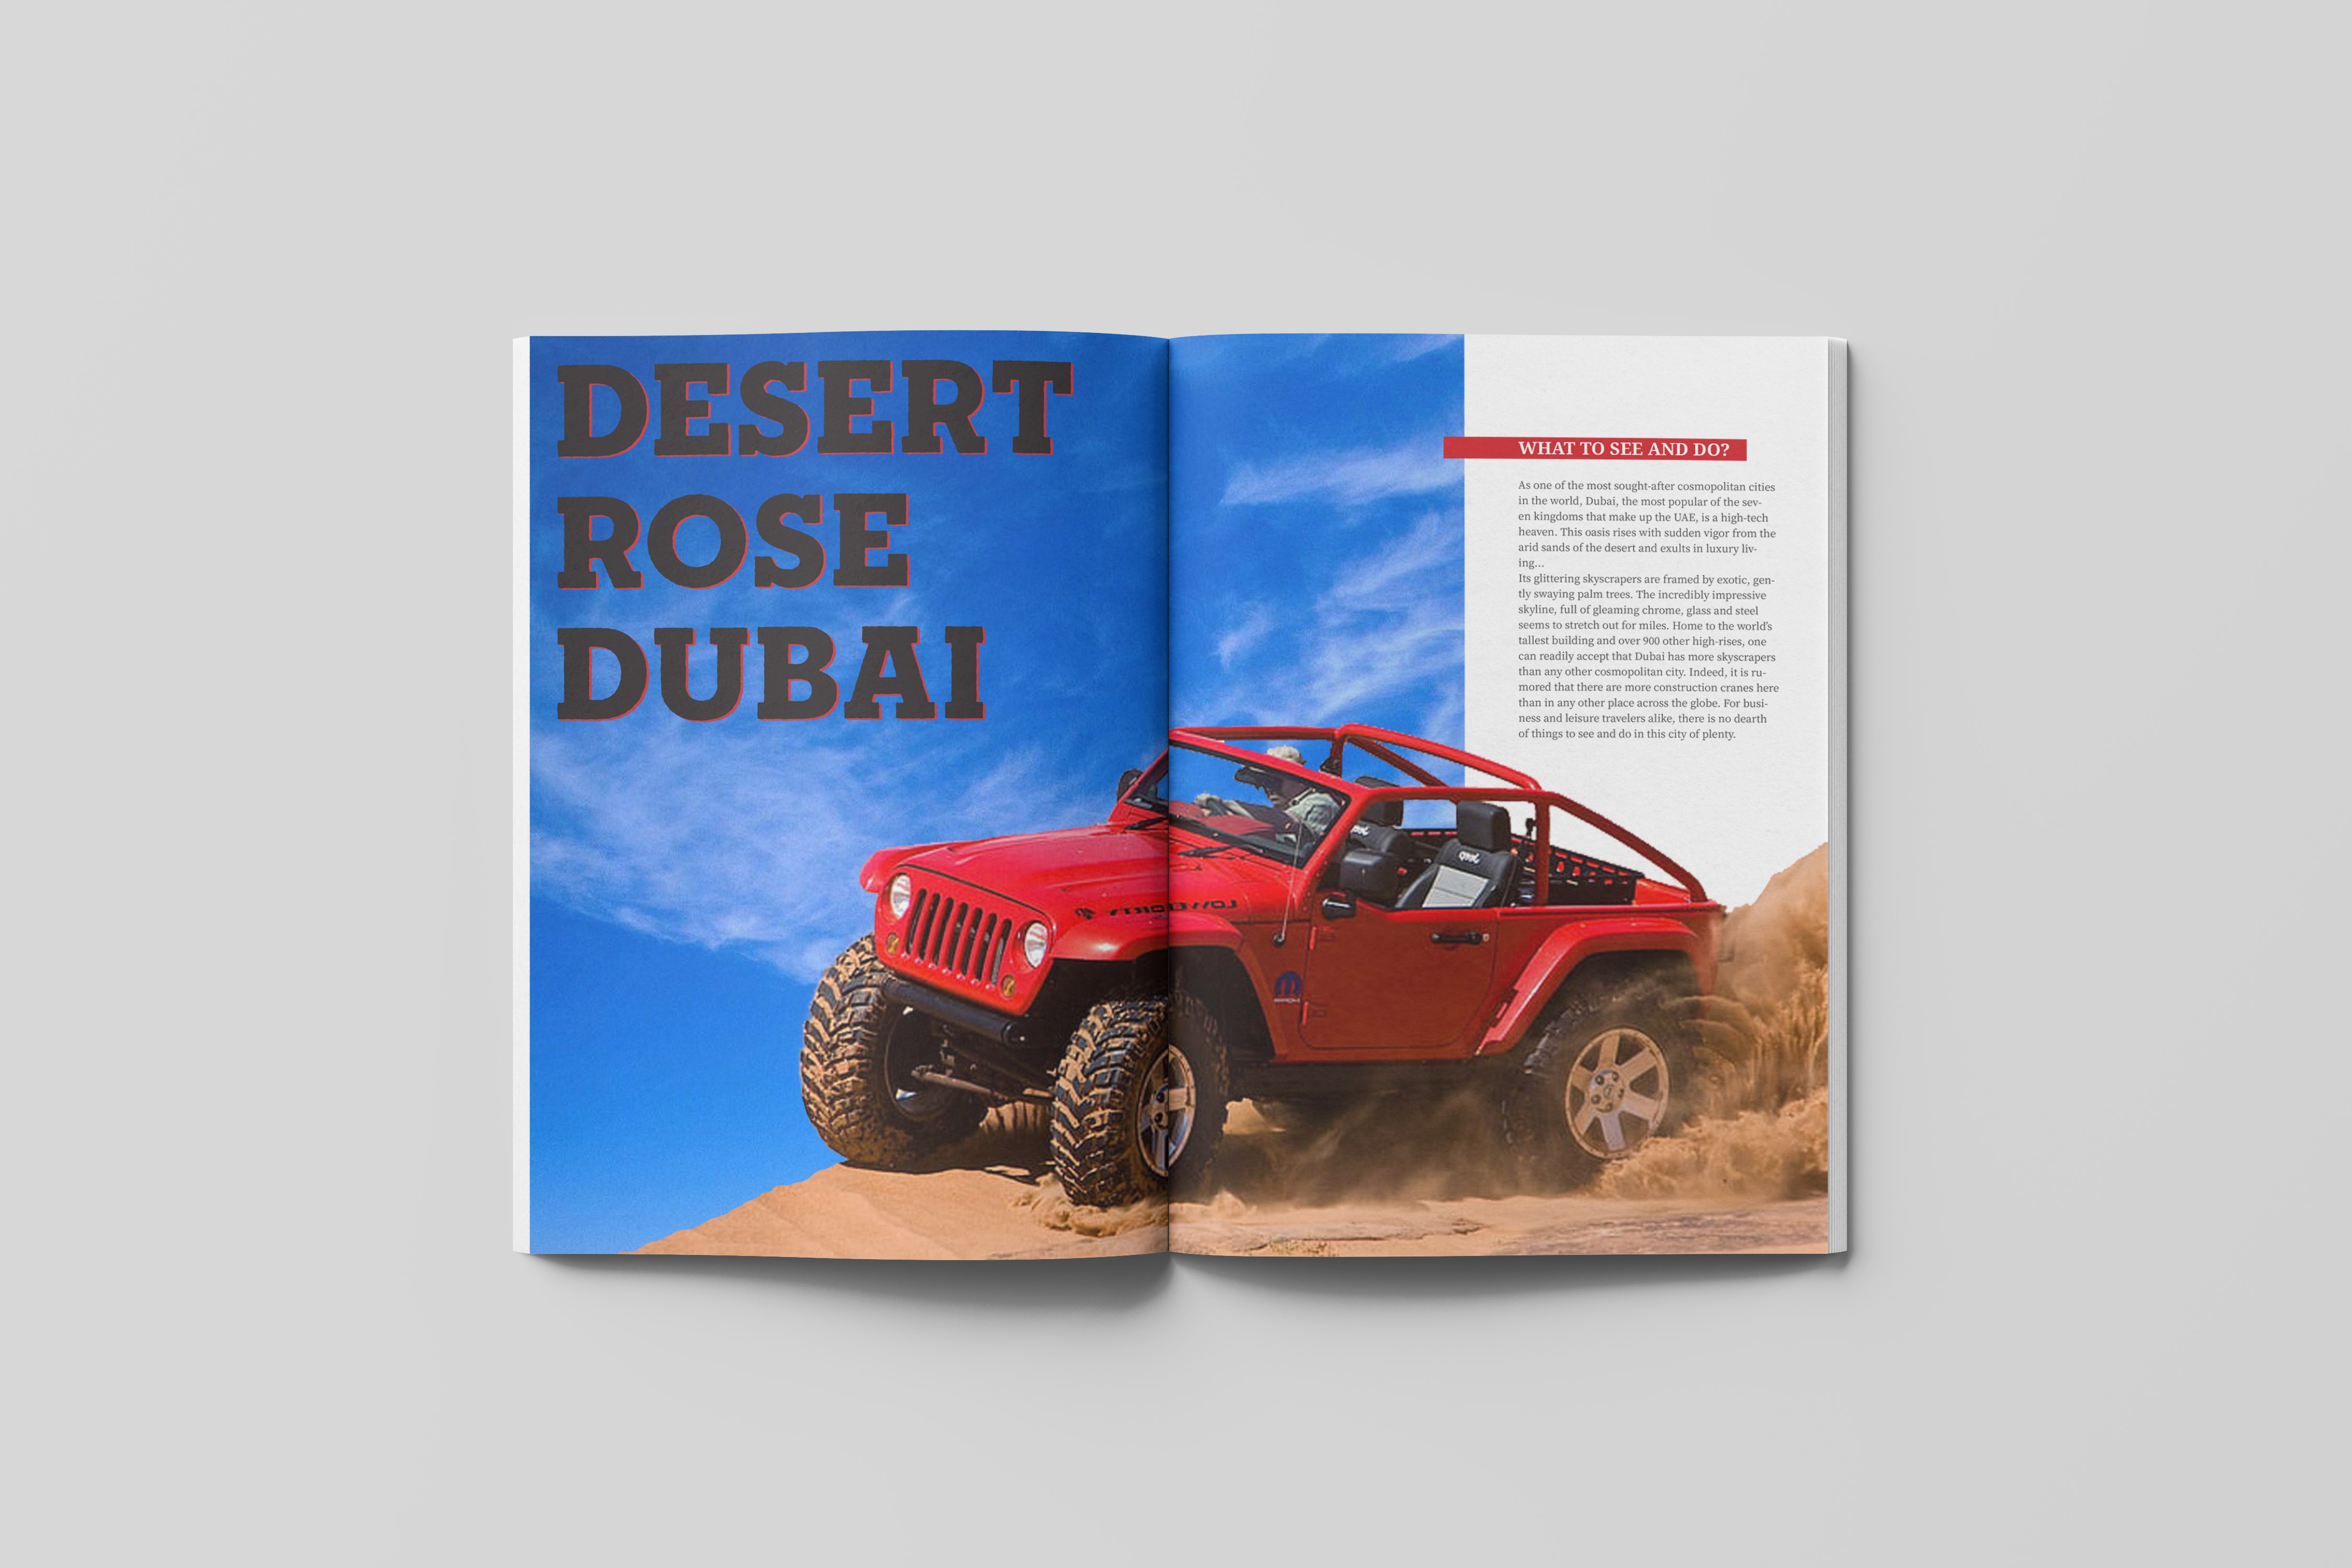 DESERT
ROSE
DUBAI
WHAT TO SEE AND DO?
As one of the most sought-after cosmopolitan cities
in the world, Dubai, the most popular of the sev-
en kingdoms that make up the UAE, is a high-tech
heaven. This oasis rises with sudden vigor from the
arid sands of the desert and exults in luxury liv-
ing...
Its glittering skyscrapers are framed by exotic, gen-
tly swaying palm trees. The incredibly impressive
skyline, full of gleaming chrome, glass and steel
seems to stretch out for miles. Home to the world's
tallest building and over 900 other high-rises, one
can readily accept that Dubai has more skyscrapers
than any other cosmopolitan city. Indeed, it is ru-
mored that there are more construction cranes here
than in any other place across the globe. For busi-
ness and leisure travelers alike, there is no dearth
of things to see and do in this city of plenty.